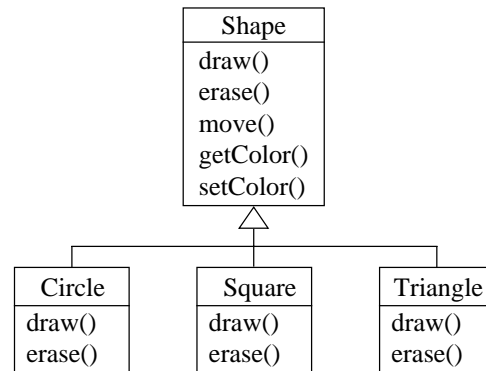 Shape
draw()
erase()
move()
getColor()
setColor()
Circle
draw()
erase()
Square
draw()
erase()
Triangle
draw()
erase()